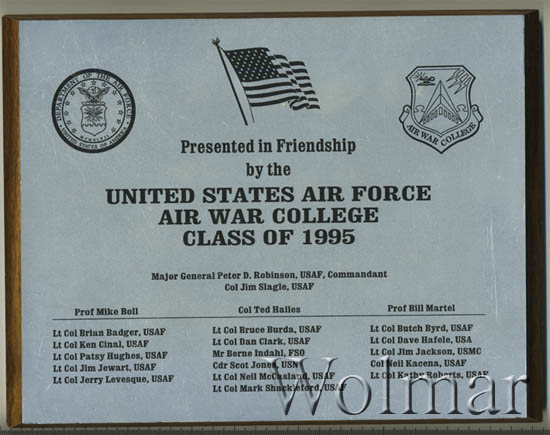 DEPARTMENT OF THE AIR FORCE
UNITED STATES OF AMERICA
AIR WAR COLLEGE
Presented in Friendship
by the
UNITED STATES AIR FORCE
AIR WAR COLLEGE
CLASS OF 1995
Major General Peter D. Robinson, USAF, Commandant
Col Jim Slagle, USAF
Prof Mike Boll
Lt Col Brian Badger, USAF
Lt Col Ken Cinal, USAF
Lt Col Patsy Hughes, USAF
Lt Col Jim Jewart, USAF
Lt Col Jerry Levesque, USAF
Col Ted Hailes
Lt Col Bruce Burda, USAF
Lt Col Dan Clark, USAF
Mr Berne Indahl, FSO
Cdr Scot Jones, USN
Lt Col Neil McCasland, USAF
Lt Col Mark Shackleford, USAF
Prof Bill Martel
Lt Col Butch Byrd, USAF
Lt Col Dave Hafele, USA
Lt Col Jim Jackson, USMC
Col Neil Kacena, USAF
Lt Col Kathy Roberts, USAF
Wolmar